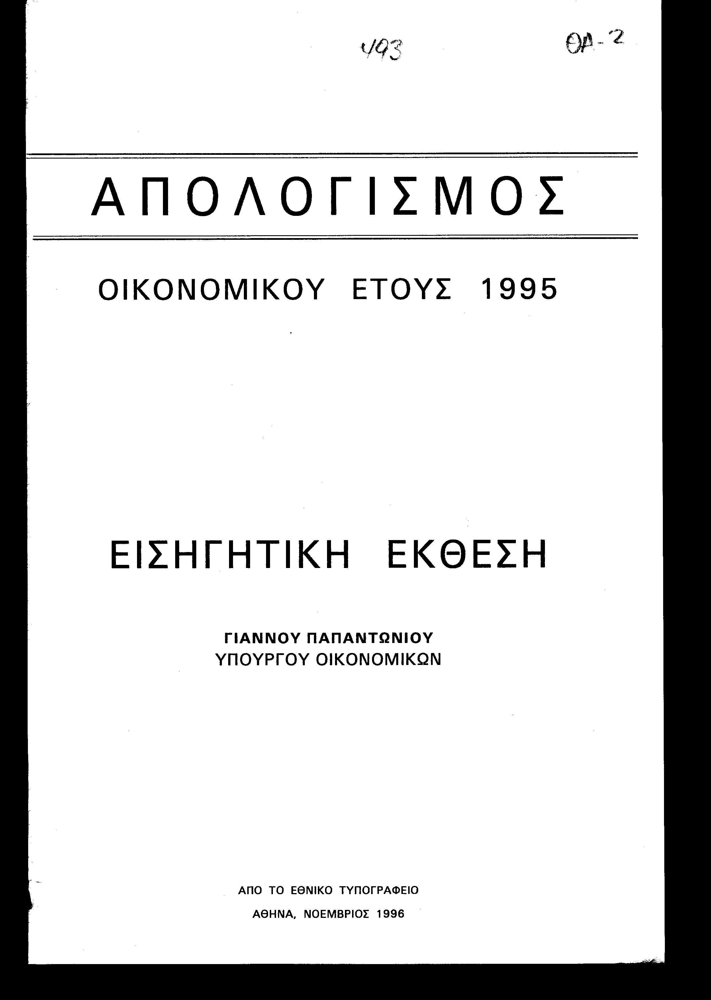 493 ΘΑ-2
ΑΠΟΛΟΓΙΣΜΟΣ
ΟΙΚΟΝΟΜΙΚΟΥ ΕΤΟΥΣ 1995
ΕΙΣΗΓΗΤΙΚΗ ΕΚΘΕΣΗ
ΓΙΑΝΝΟΥ ΠΑΠΑΝΤΩΝΙΟΥ
ΥΠΟΥΡΓΟΥ ΟΙΚΟΝΟΜΙΚΩΝ
ΑΠΟ ΤΟ ΕΘΝΙΚΟ ΤΥΠΟΓΡΑΦΕΙΟ
ΑΘΗΝΑ, ΝΟΕΜΒΡΙΟΣ 1996